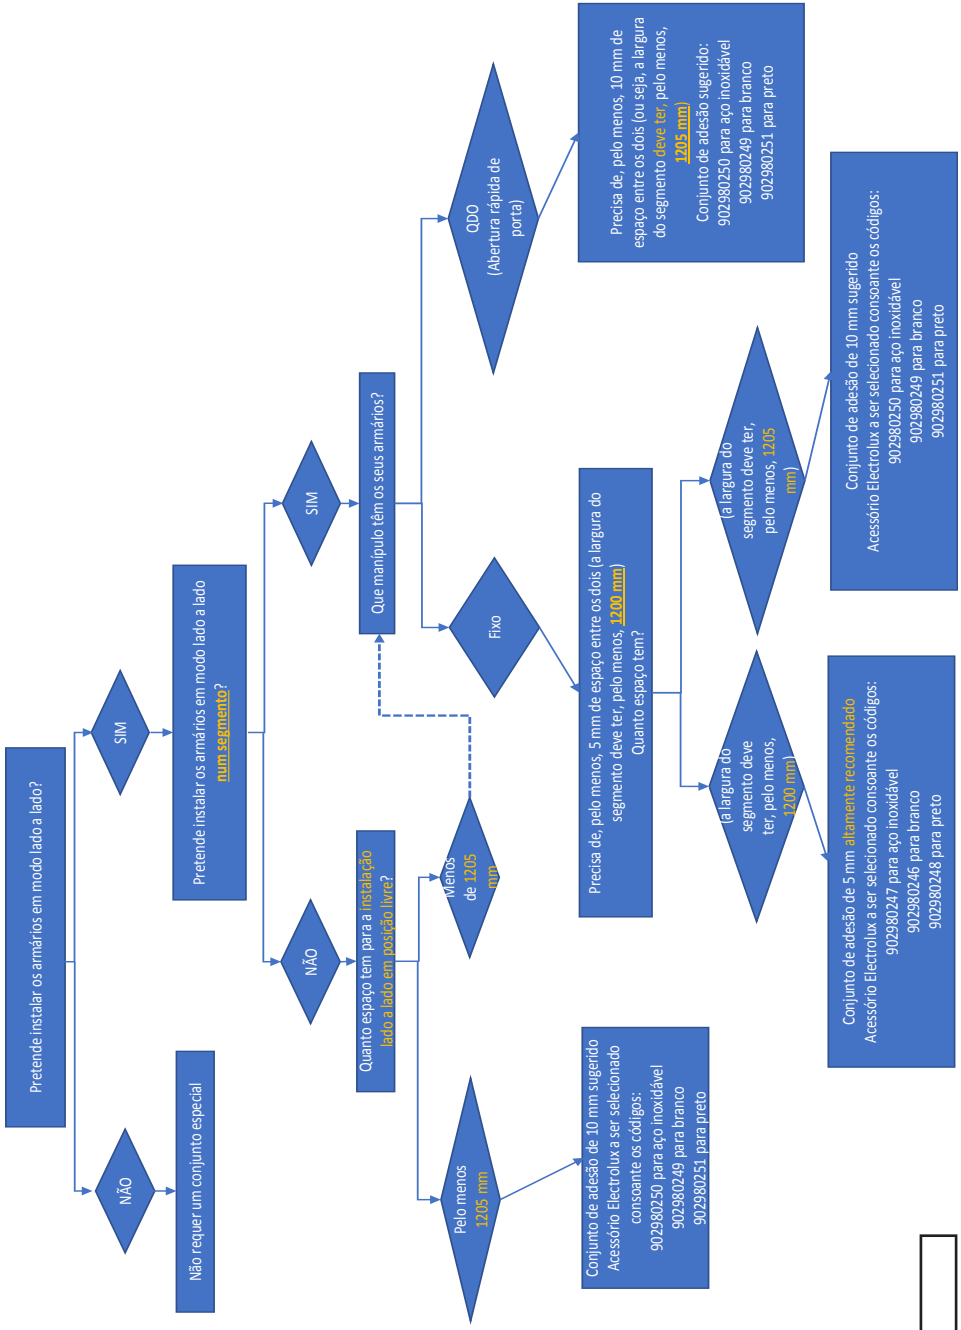 Pretende instalar os armários em modo lado a lado?
NÃO
SIM
Não requer um conjunto especial
Pretende instalar os armários em modo lado a lado
num segmento?
NÃO
SIM
Quanto espaço tem para a instalação
lado a lado em posição livre?
Que manípulo têm os seus armários?
Pelo menos
1205 mm
Menos
de 1205
mm
Fixo
QDO
(Abertura rápida de
porta)
Conjunto de adesão de 10 mm sugerido
Acessório Electrolux a ser selecionado
consoante os códigos:
902980250 para aço inoxidável
902980249 para branco
902980251 para preto
Precisa de, pelo menos, 5 mm de espaço entre os dois (a largura do
segmento deve ter, pelo menos, 1200 mm)
Quanto espaço tem?
Precisa de, pelo menos, 10 mm de
espaço entre os dois (ou seja, a largura
do segmento deve ter, pelo menos,
1205 mm)
Conjunto de adesão sugerido:
902980250 para aço inoxidável
902980249 para branco
902980251 para preto
(a largura do
segmento deve
ter, pelo menos,
1200 mm)
(a largura do
segmento deve ter,
pelo menos, 1205
mm)
Conjunto de adesão de 5 mm altamente recomendado
Acessório Electrolux a ser selecionado consoante os códigos:
902980247 para aço inoxidável
902980246 para branco
902980248 para preto
Conjunto de adesão de 10 mm sugerido
Acessório Electrolux a ser selecionado consoante os códigos:
902980250 para aço inoxidável
902980249 para branco
902980251 para preto